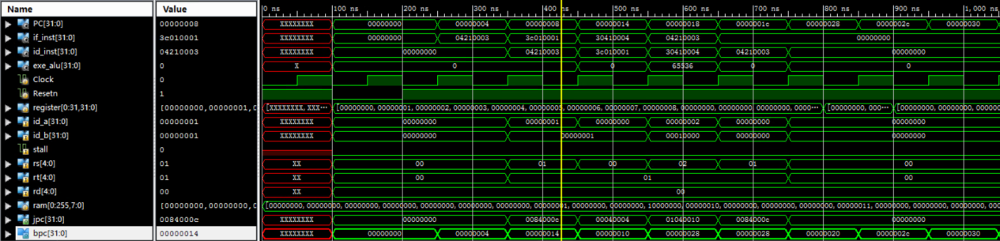 Name Value 0 ns 100 ns 200 ns 300 ns 400 ns 500 ns 600 ns 700 ns 800 ns 900 ns 1,000 ns
PC[31:0] 00000008 XXXXXXXX 00000000 00000004 00000008 00000014 00000018 0000001c 00000028 0000002c 00000030
if_inst[31:0] 3c010001 XXXXXXXX 00000000 04210003 3c010001 30410004 04210003 00000000
id_inst[31:0] 04210003 XXXXXXXX 00000000 04210003 3c010001 30410004 04210003 00000000
exe_alu[31:0] 0 X 0 0 65536 0 0
Clock 0
Resetn 1
register[0:31,31:0] [00000000,00000001,0 [XXXXXXXX, XXX... [00000000, 00000001, 00000002, 00000003, 00000004, 00000005, 00000006, 00000007, 00000008, 00000000, 00000000, 00000000, 0000... [00000000, 000... [00000000, 00000000, 00000000
id_a[31:0] 00000001 XXXXXXXX 00000000 00000001 00000000 00000002 00000000 00000000
id_b[31:0] 00000001 XXXXXXXX 00000000 00000001 00010000 00000000 00000000
stall 0
rs[4:0] 01 XX 00 01 00 02 01 00
rt[4:0] 01 XX 00 01 00
rd[4:0] 00 XX 00
ram[0:255,7:0] [00000000,00000000,0 [00000000, 00000000, 00000000, 00000000, 00000000, 00000000, 00000000, 00000001, 00000000, 00000000, 10000000, 00000010, 00000000, 00000000, 00000000, 00000011, 00000000, 00000000, 00000
jpc[31:0] 0084000c XXXXXXXX 00000000 0084000c 00040004 01040010 0084000c 00000000
bpc[31:0] 00000014 XXXXXXXX 00000000 00000004 00000014 00000010 00000028 00000028 00000020 0000002c 00000030